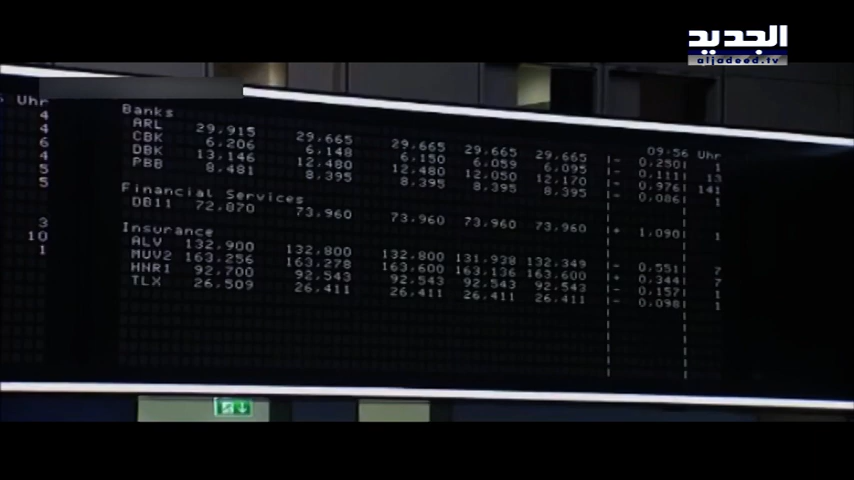 الجديد
aljadeed.tv
Uhr
4
4
6
4
5
5
3
10
1
09:56 Uhr
Banks
ARL 29,915 29,665 29,665 29,665 29,665 - 0,250 1
CBK 6,206 6,148 6,150 6,059 6,095 - 0,111 13
DBK 13,146 12,480 12,480 12,050 12,170 - 0,976 141
PBB 8,481 8,395 8,395 8,395 8,395 - 0,086 1
Financial Services
DB11 72,870 73,960 73,960 73,960 73,960 + 1,090 1
Insurance
ALV 132,900 132,800 132,800 131,938 132,349 - 0,551 7
MUV2 163,256 163,278 163,600 163,136 163,600 + 0,344 7
HNR1 92,700 92,543 92,543 92,543 92,543 - 0,157 1
TLX 26,509 26,411 26,411 26,411 26,411 - 0,098 1